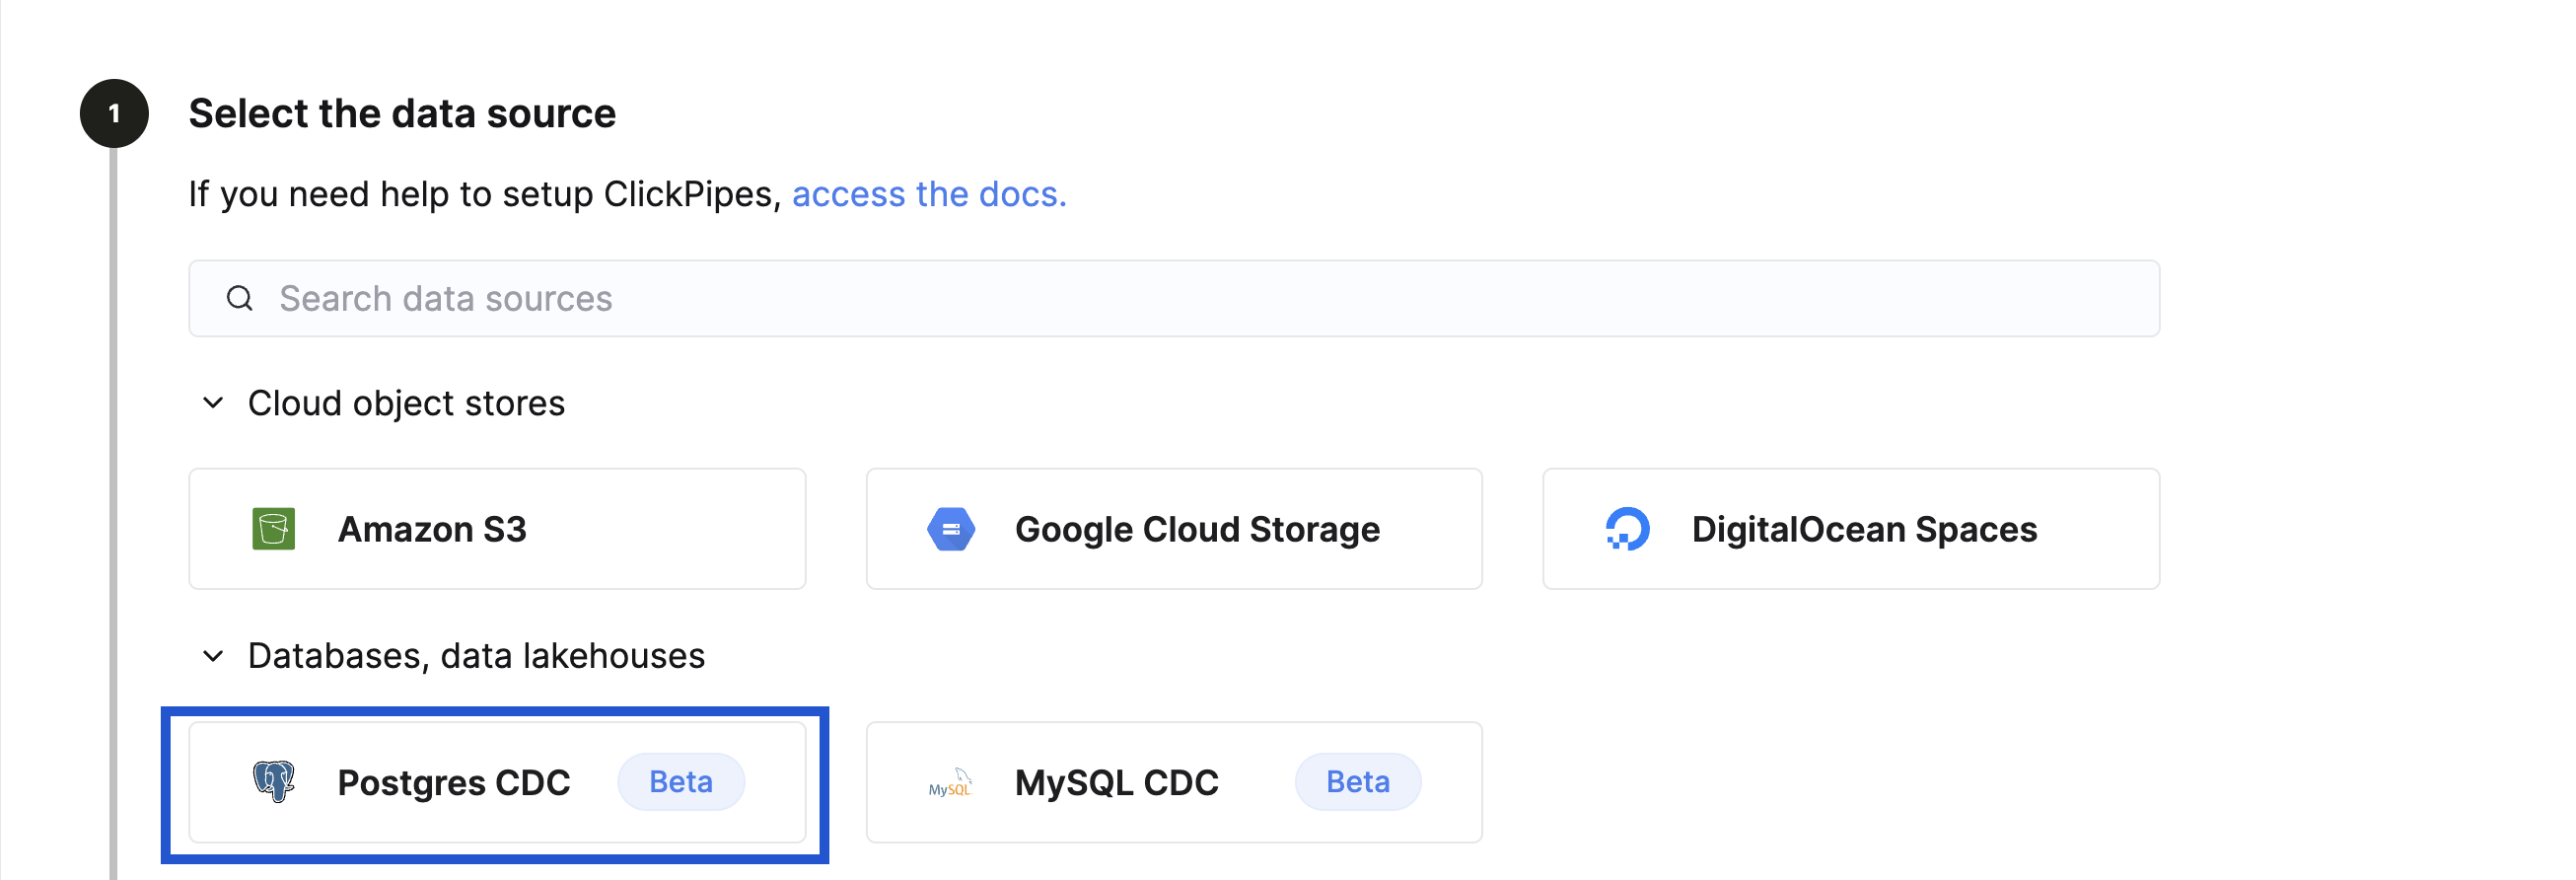 1
Select the data source
If you need help to setup ClickPipes, access the docs.
Search data sources
Cloud object stores
Amazon S3
Google Cloud Storage
DigitalOcean Spaces
Databases, data lakehouses
Postgres CDC
Beta
MySQL
MySQL CDC
Beta